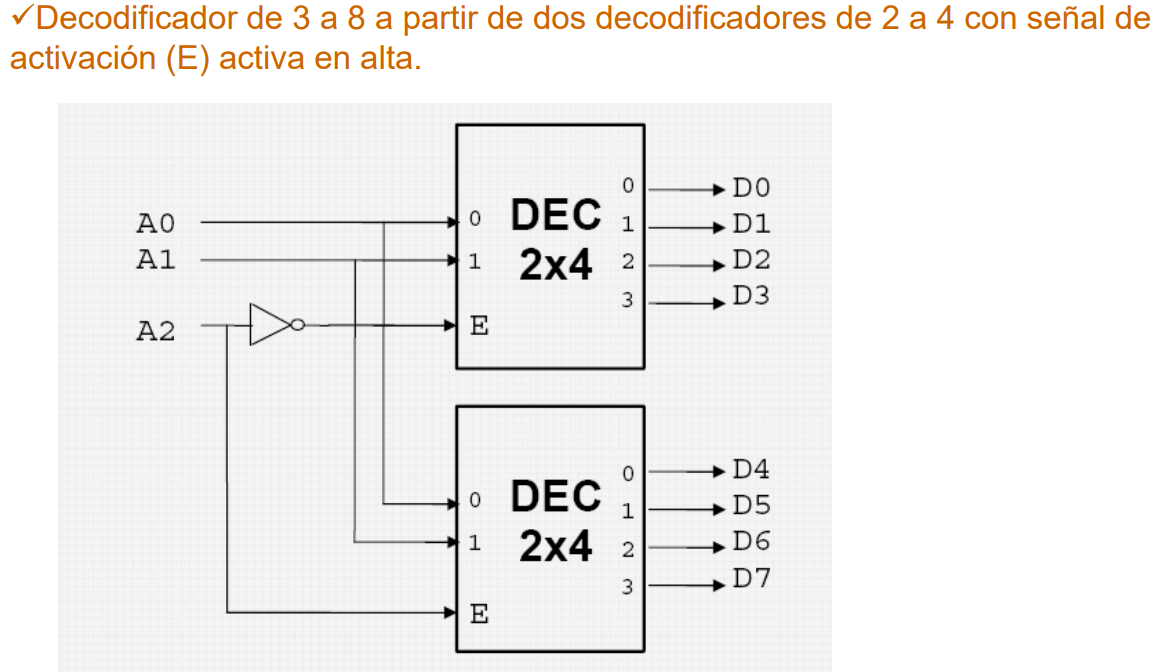 ✓Decodificador de 3 a 8 a partir de dos decodificadores de 2 a 4 con señal de
activación (E) activa en alta.
A0
A1
A2
0
1
E
DEC
2x4
0
1
2
3
D0
D1
D2
D3
0
1
E
DEC
2x4
0
1
2
3
D4
D5
D6
D7